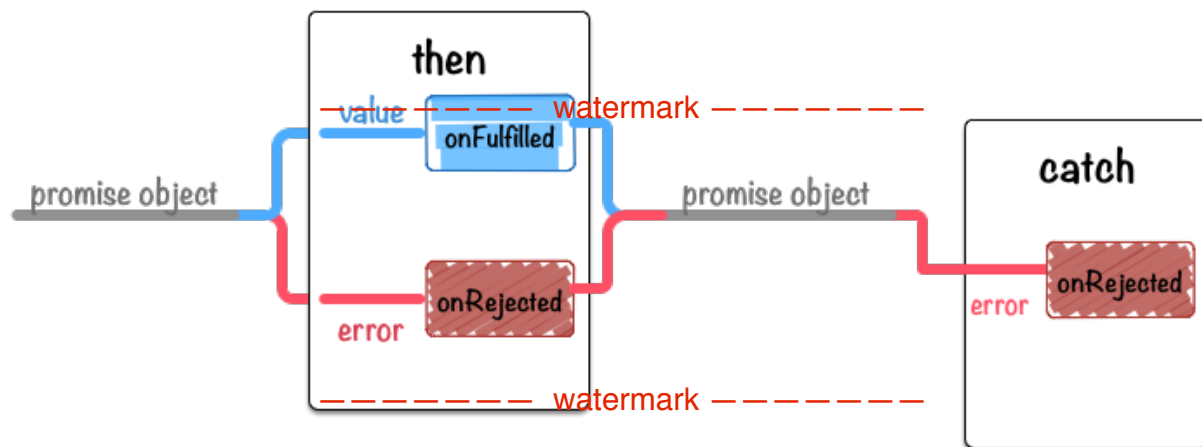 then
— — — — — — — watermark — — — — — — —
value
onFulfilled
catch
promise object
promise object
onRejected
onRejected
error
error
— — — — — — — watermark — — — — — — —